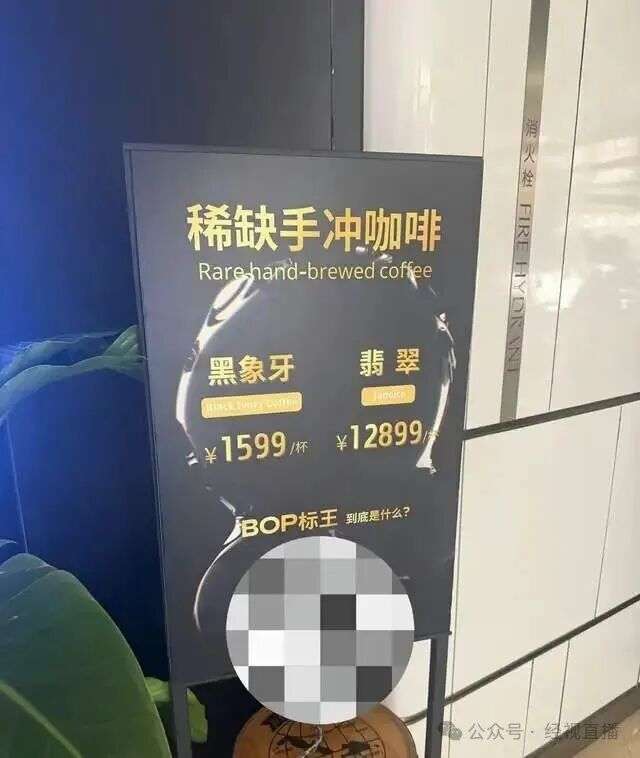 稀缺手冲咖啡
Rare hand-brewed coffee
黑象牙
翡翠
Black Ivory Coffee
¥1599/杯
¥12899/杯
BOP标王 到底是什么?
消火栓 FIRE HYDRANT
公众号·经视直播